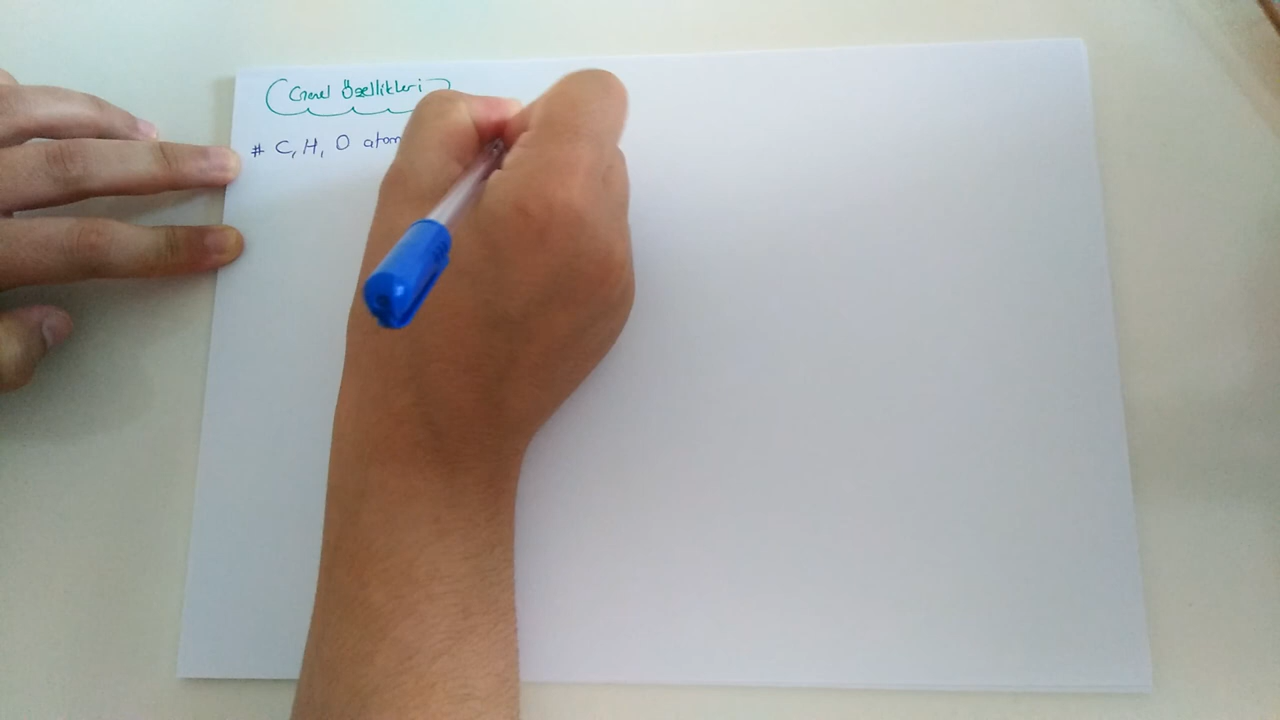 Genel Özellikleri
# C, H, O atom